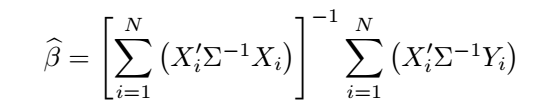 $$\widehat{\beta} = \left[ \sum_{i=1}^{N} \left( X_i' \Sigma^{-1} X_i \right) \right]^{-1} \sum_{i=1}^{N} \left( X_i' \Sigma^{-1} Y_i \right)$$